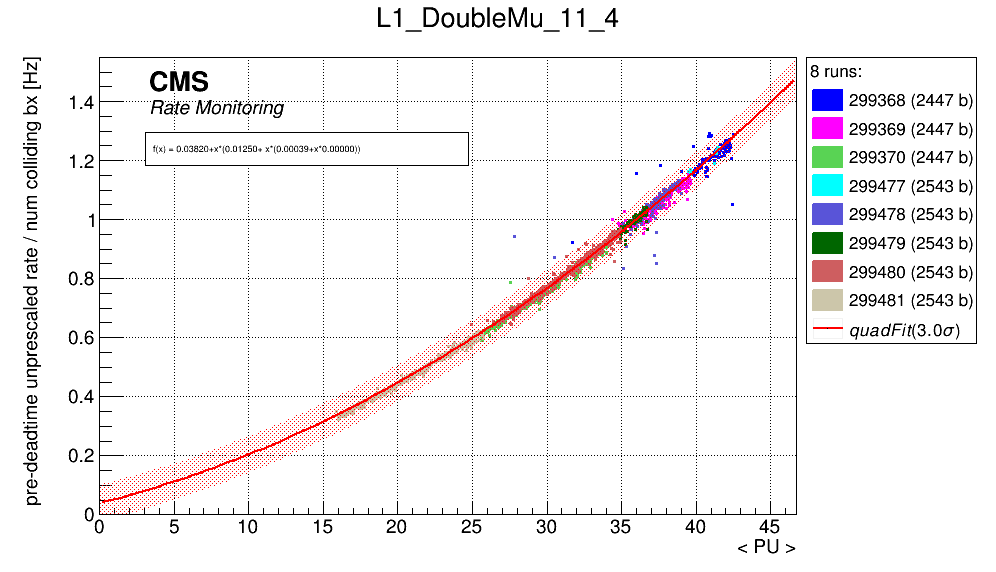 L1_DoubleMu_11_4
pre-deadtime unprescaled rate / num colliding bx [Hz]
CMS
Rate Monitoring
f(x) = 0.03820+x*(0.01250+ x*(0.00039+x*0.00000))
1.4
1.2
1
0.8
0.6
0.4
0.2
0
0 5 10 15 20 25 30 35 40 45
< PU >
8 runs:
299368 (2447 b)
299369 (2447 b)
299370 (2447 b)
299477 (2543 b)
299478 (2543 b)
299479 (2543 b)
299480 (2543 b)
299481 (2543 b)
quadFit(3.0σ)